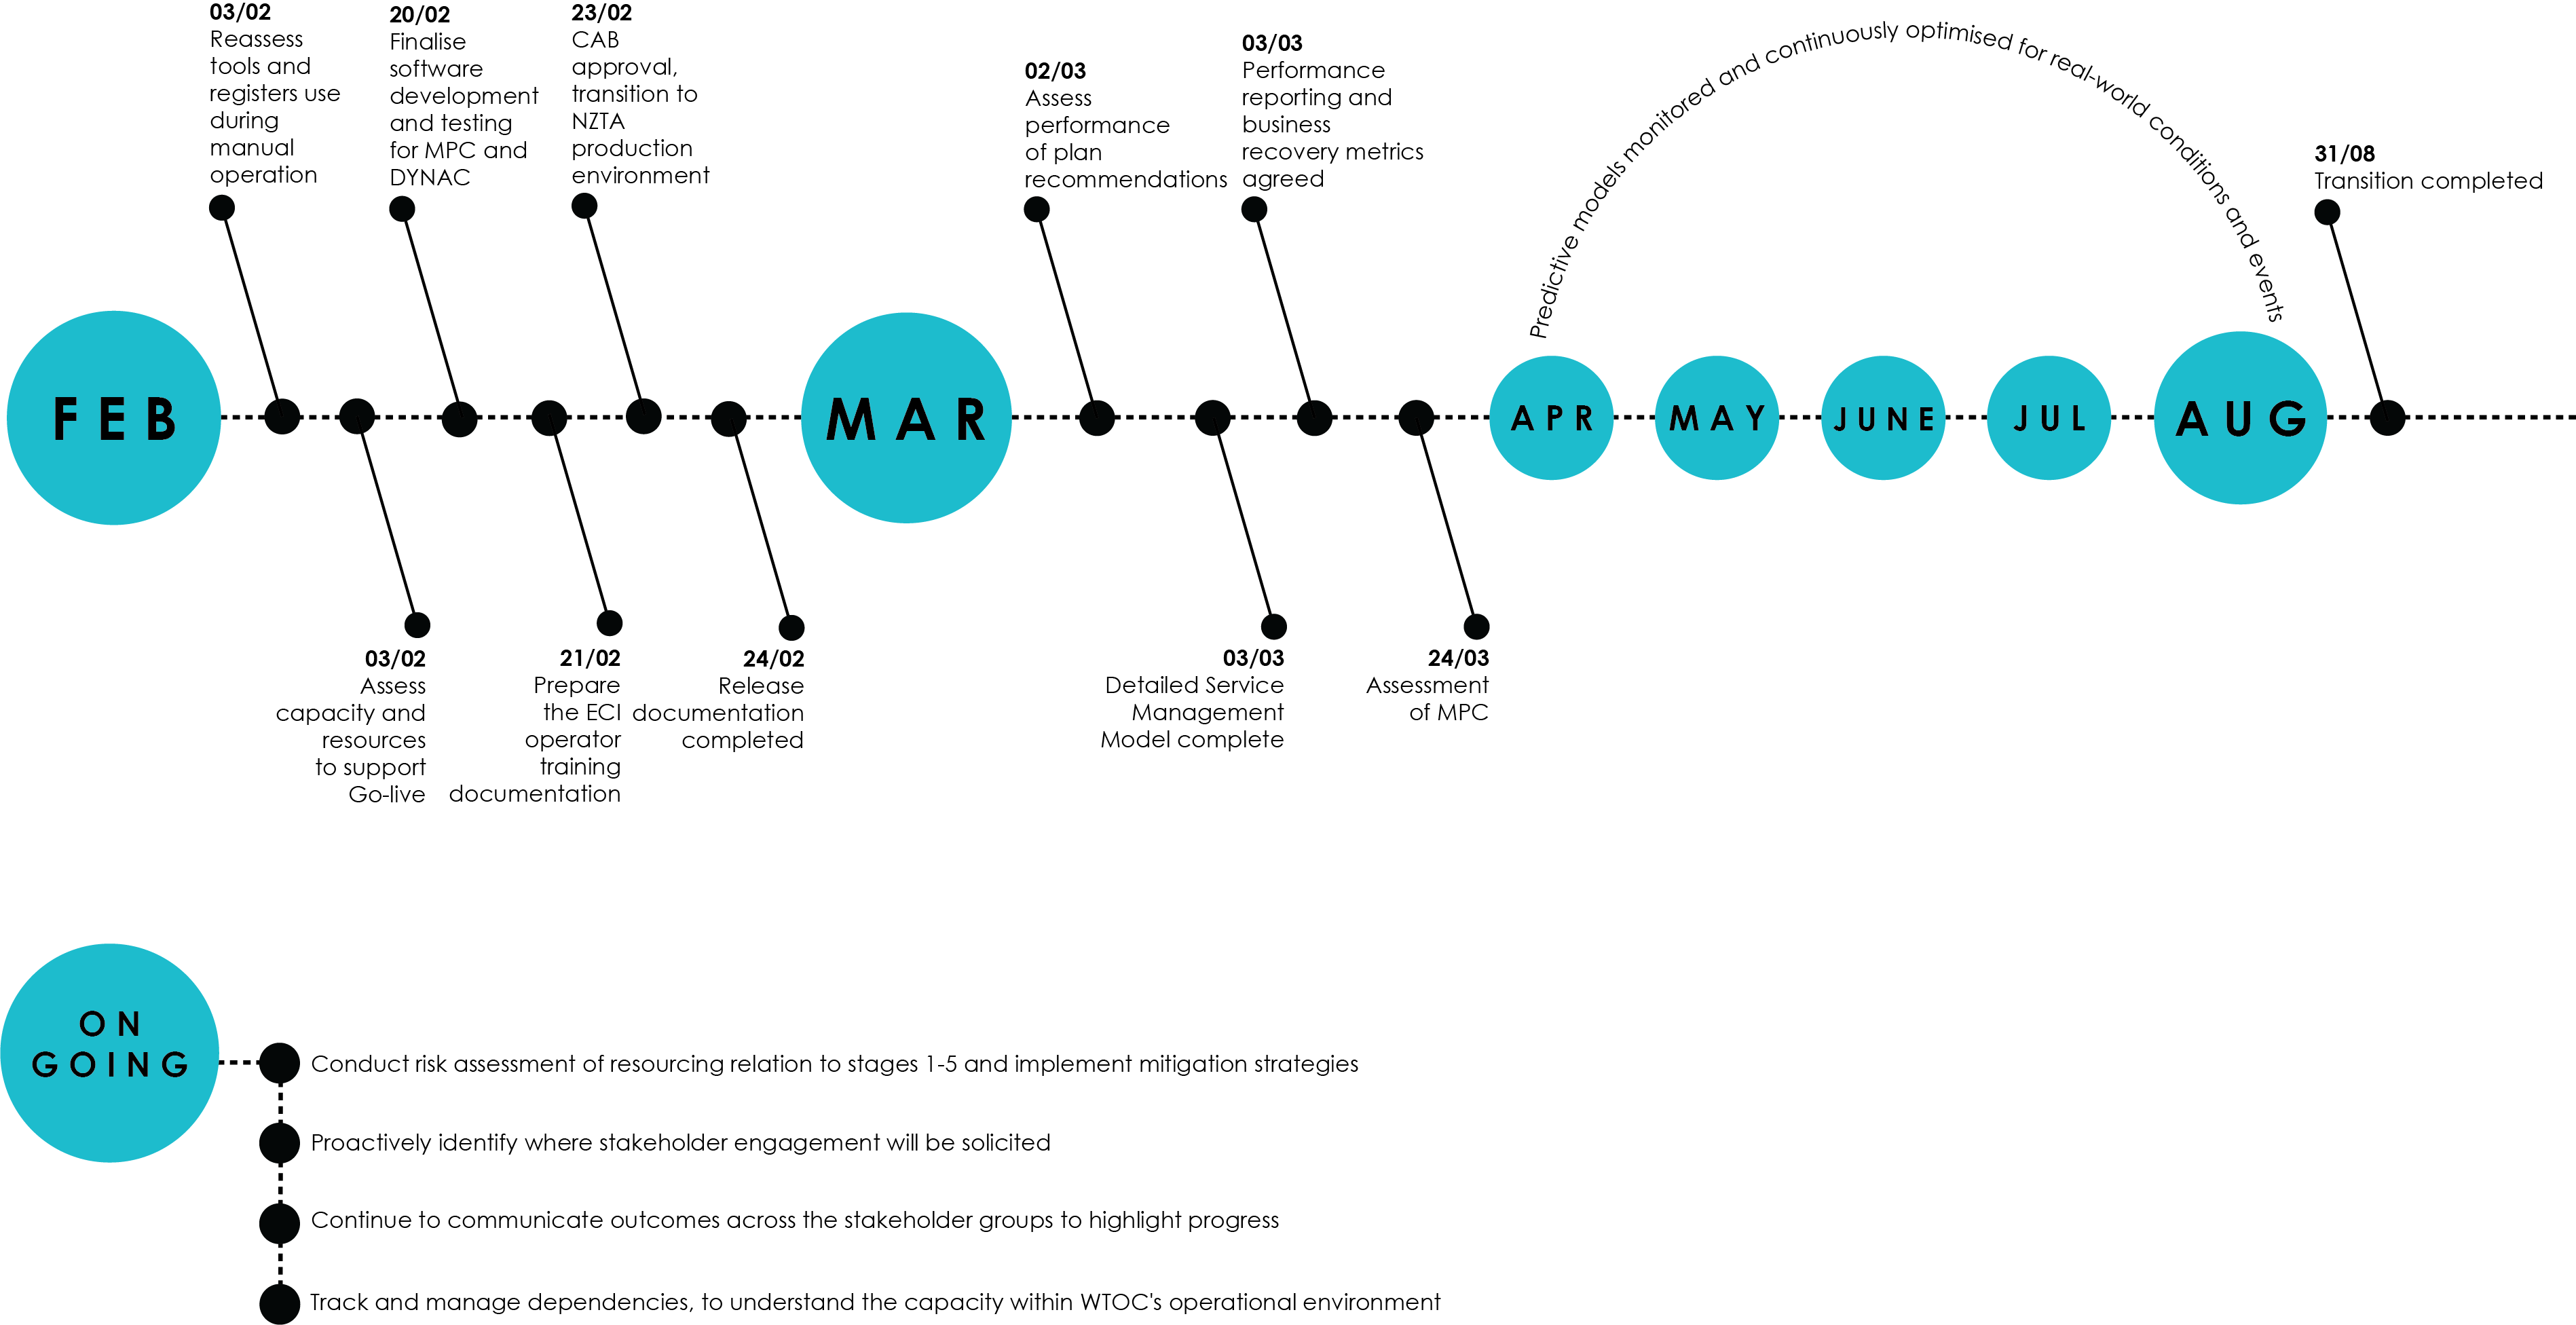 03/02
Reassess
tools and
registers use
during
manual
operation
20/02
Finalise
software
development
and testing
for MPC and
DYNAC
23/02
CAB
approval,
transition to
NZTA
production
environment
02/03
Assess
performance
of plan
recommendations
03/03
Performance
reporting and
business
recovery metrics
agreed
Predictive models monitored and continuously optimised for real-world conditions and events
31/08
Transition completed
FEB
MAR
APR
MAY
JUNE
JUL
AUG
03/02
Assess
capacity and
resources
to support
Go-live
21/02
Prepare
the ECI
operator
training
documentation
24/02
Release
documentation
completed
03/03
Detailed Service
Management
Model complete
24/03
Assessment
of MPC
ON
GOING
Conduct risk assessment of resourcing relation to stages 1-5 and implement mitigation strategies
Proactively identify where stakeholder engagement will be solicited
Continue to communicate outcomes across the stakeholder groups to highlight progress
Track and manage dependencies, to understand the capacity within WTOC's operational environment